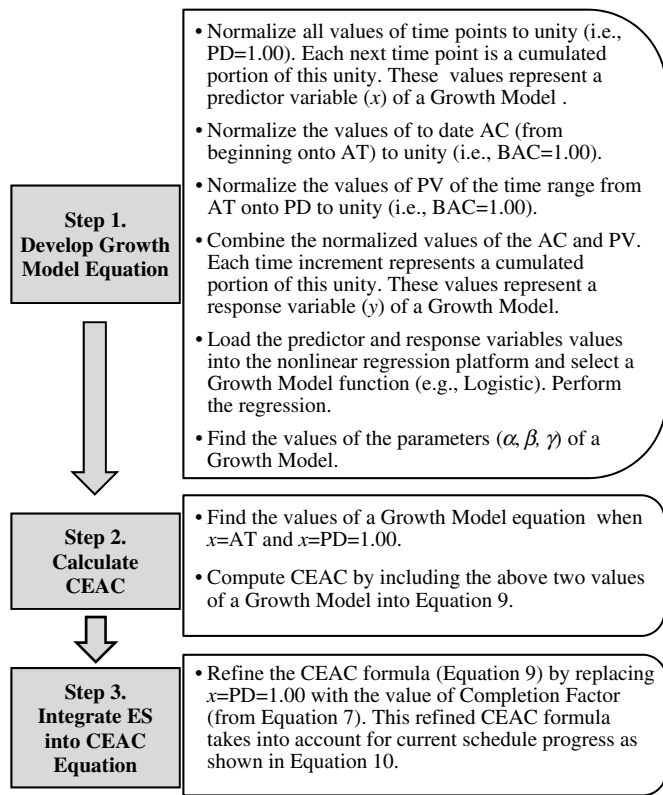 • Normalize all values of time points to unity (i.e.,
PD=1.00). Each next time point is a cumulated
portion of this unity. These values represent a
predictor variable (x) of a Growth Model .
• Normalize the values of to date AC (from
beginning onto AT) to unity (i.e., BAC=1.00).
• Normalize the values of PV of the time range from
AT onto PD to unity (i.e., BAC=1.00).
• Combine the normalized values of the AC and PV.
Each time increment represents a cumulated
portion of this unity. These values represent a
response variable (y) of a Growth Model.
• Load the predictor and response variables values
into the nonlinear regression platform and select a
Growth Model function (e.g., Logistic). Perform
the regression.
• Find the values of the parameters (α, β, γ) of a
Growth Model.
Step 1.
Develop Growth
Model Equation
Step 2.
Calculate
CEAC
• Find the values of a Growth Model equation when
x=AT and x=PD=1.00.
• Compute CEAC by including the above two values
of a Growth Model into Equation 9.
Step 3.
Integrate ES
into CEAC
Equation
• Refine the CEAC formula (Equation 9) by replacing
x=PD=1.00 with the value of Completion Factor
(from Equation 7). This refined CEAC formula
takes into account for current schedule progress as
shown in Equation 10.